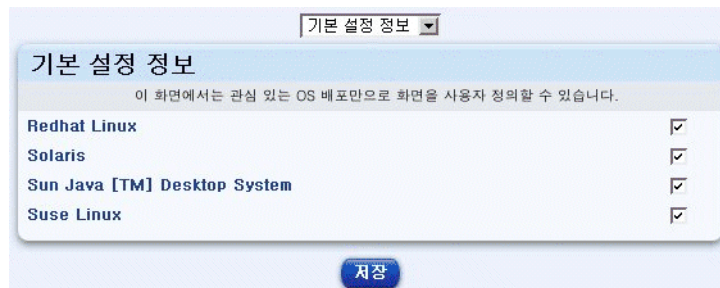 기본 설정 정보
기본 설정 정보
이 화면에서는 관심 있는 OS 배포만으로 화면을 사용자 정의할 수 있습니다.
Redhat Linux
Solaris
Sun Java [TM] Desktop System
Suse Linux
저장